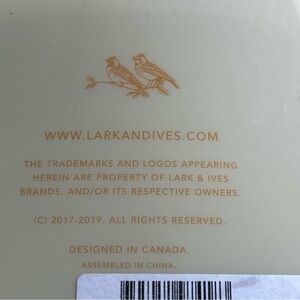 WWW.LARKANDIVES.COM
THE TRADEMARKS AND LOGOS APPEARING
HEREIN ARE PROPERTY OF LARK & IVES
BRANDS, AND/OR ITS RESPECTIVE OWNERS.
(C) 2017-2019. ALL RIGHTS RESERVED.
DESIGNED IN CANADA.
ASSEMBLED IN CHINA.